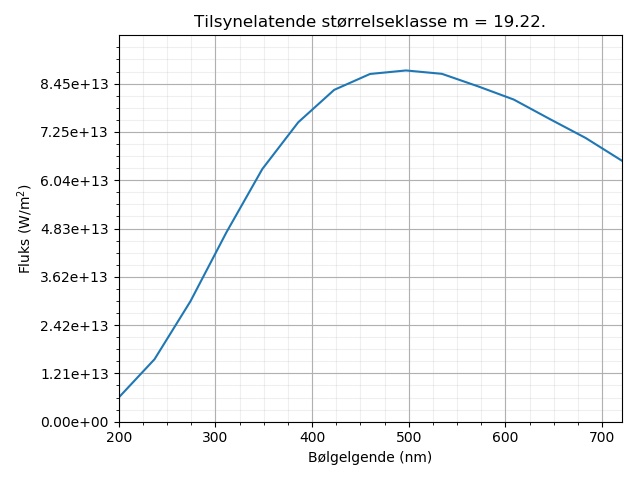 Tilsynelatende størrelseklasse m = 19.22.
8.45e+13
7.25e+13
6.04e+13
4.83e+13
3.62e+13
2.42e+13
1.21e+13
0.00e+00
Fluks (W/m²)
200 300 400 500 600 700
Bølgelgende (nm)